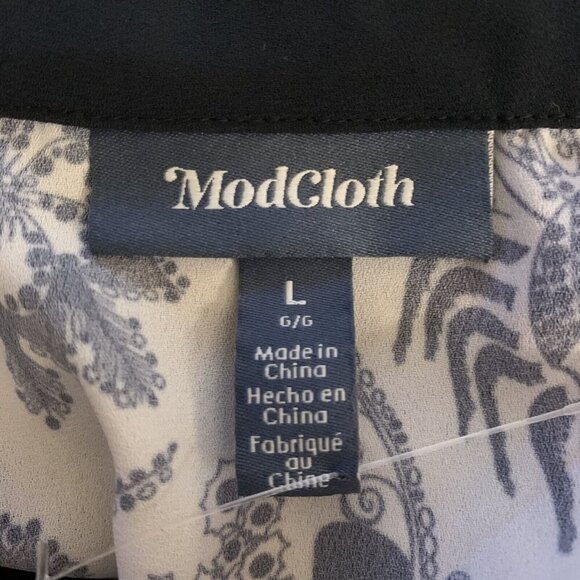 ModCloth
L
G/G
Made in
China
Hecho en
China
Fabriqué
au
Chine